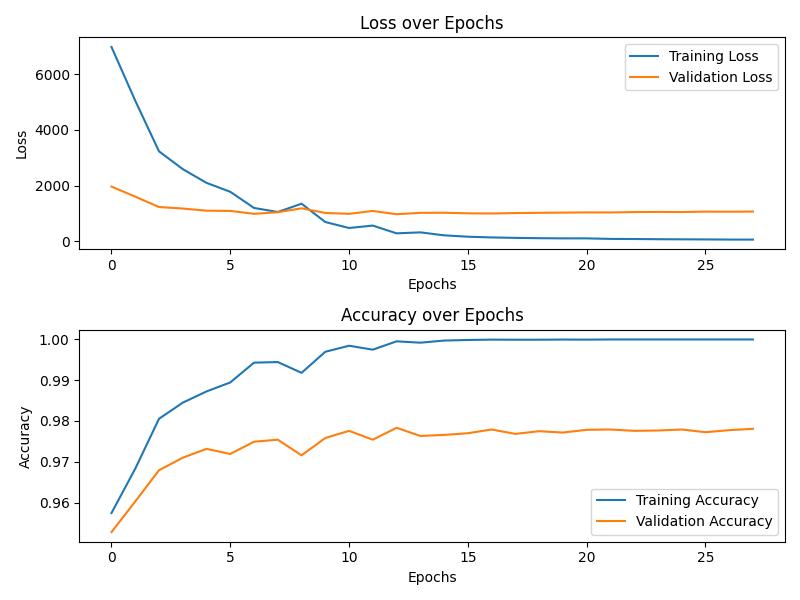 Loss over Epochs
Training Loss
Validation Loss
6000
4000
2000
0
Loss
0 5 10 15 20 25
Epochs
Accuracy over Epochs
1.00
0.99
0.98
0.97
0.96
Accuracy
Training Accuracy
Validation Accuracy
0 5 10 15 20 25
Epochs